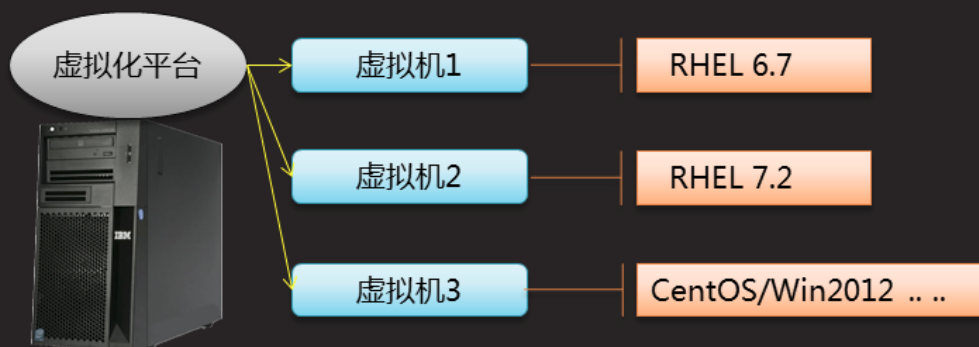 虚拟化平台
虚拟机1
RHEL 6.7
虚拟机2
RHEL 7.2
IBM
虚拟机3
CentOS/Win2012 .. ..